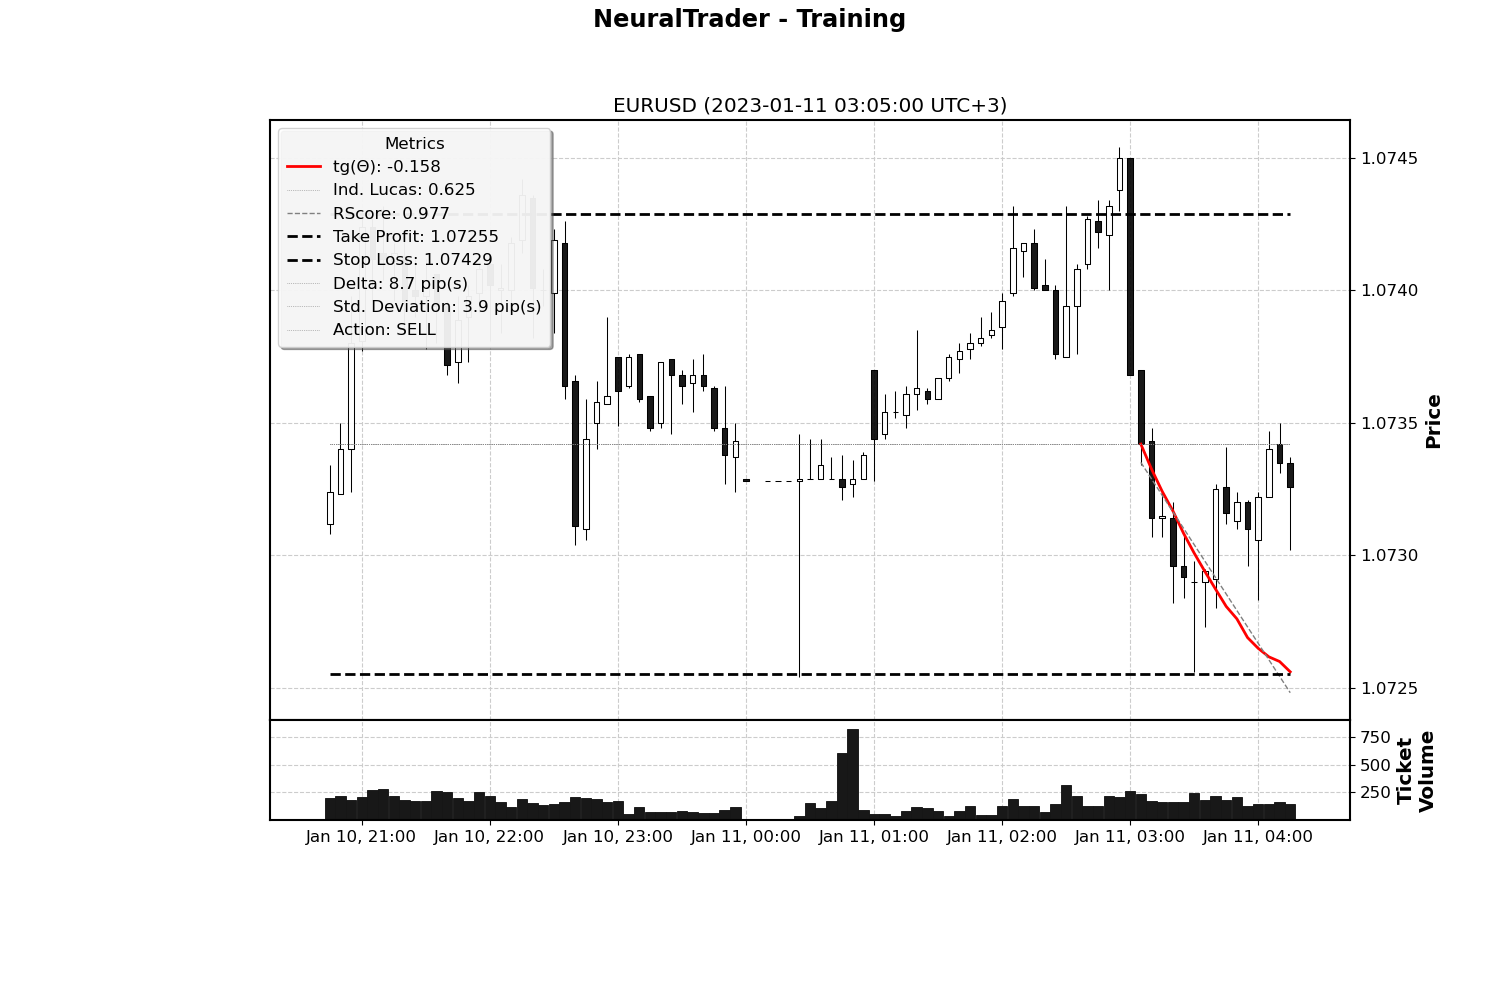 NeuralTrader - Training
EURUSD (2023-01-11 03:05:00 UTC+3)
Metrics
tg(Θ): -0.158
Ind. Lucas: 0.625
RScore: 0.977
Take Profit: 1.07255
Stop Loss: 1.07429
Delta: 8.7 pip(s)
Std. Deviation: 3.9 pip(s)
Action: SELL
1.0745
1.0740
1.0735
1.0730
1.0725
Price
750
500
250
Ticket
Volume
Jan 10, 21:00 Jan 10, 22:00 Jan 10, 23:00 Jan 11, 00:00 Jan 11, 01:00 Jan 11, 02:00 Jan 11, 03:00 Jan 11, 04:00